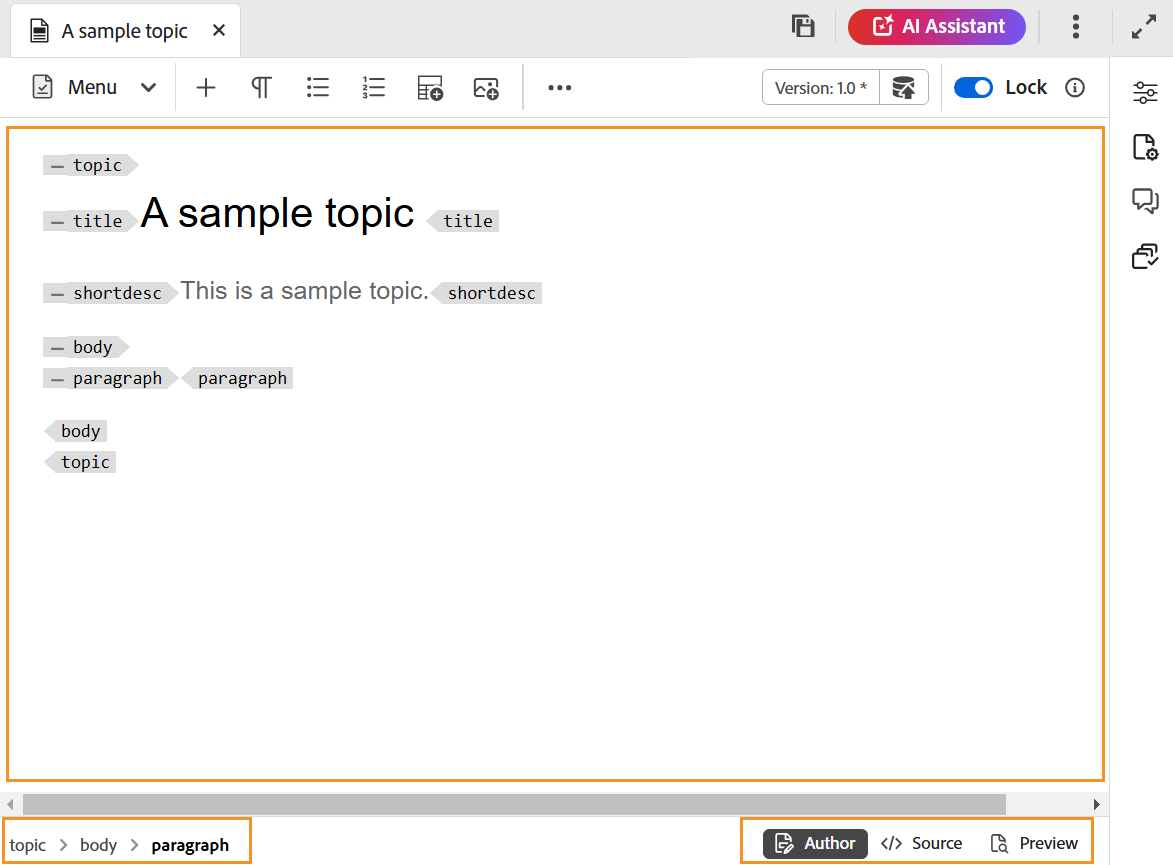 A sample topic
AI Assistant
Menu
Version: 1.0 *
Lock
topic
title A sample topic title
shortdesc This is a sample topic. shortdesc
body
paragraph paragraph
body
topic
topic > body > paragraph
Author </> Source Preview